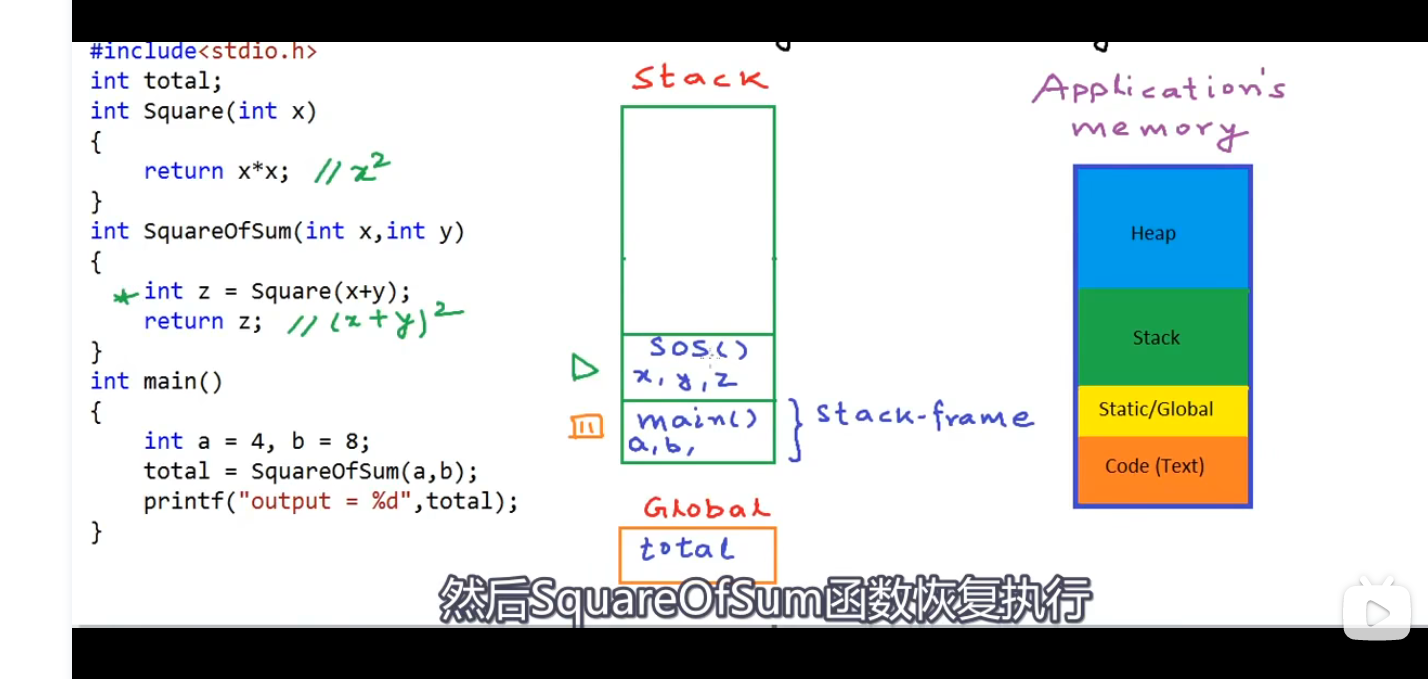 #include<stdio.h>
int total;
int Square(int x)
{
return x*x; // x²
}
int SquareOfSum(int x,int y)
{
* int z = Square(x+y);
return z; // (x+y)²
}
int main()
{
int a = 4, b = 8;
total = SquareOfSum(a,b);
printf("output = %d",total);
}
Stack
SOS()
x, y, z
main()
a, b,
stack-frame
Global
total
Application's
memory
Heap
Stack
Static/Global
Code (Text)
然后SquareOfSum函数恢复执行